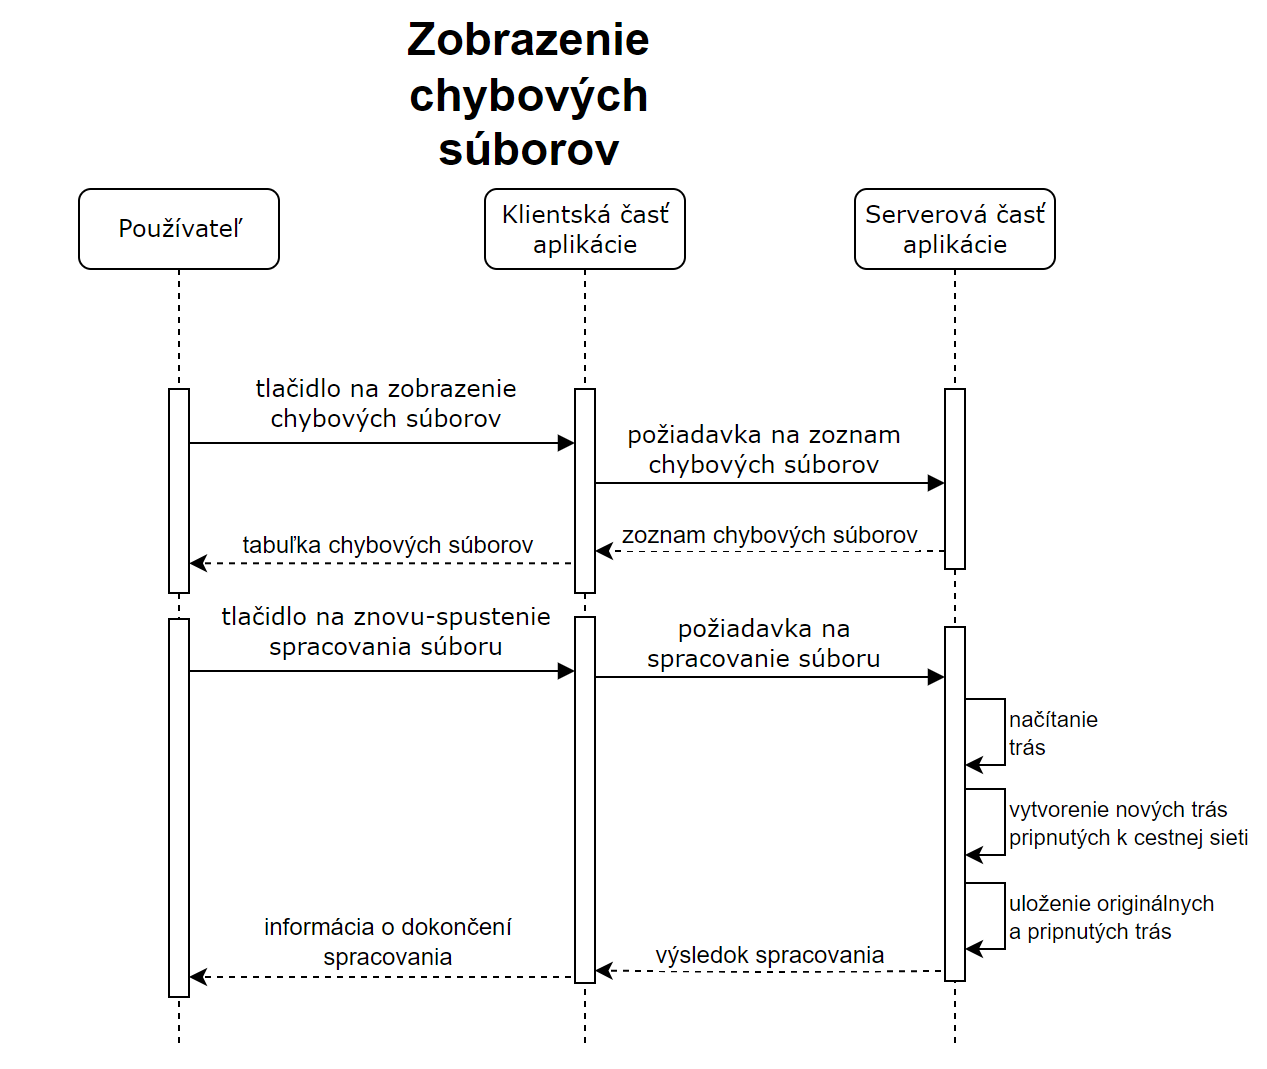 Zobrazenie
chybových
súborov
Používateľ
Klientská časť
aplikácie
Serverová časť
aplikácie
tlačidlo na zobrazenie
chybových súborov
požiadavka na zoznam
chybových súborov
zoznam chybových súborov
tabuľka chybových súborov
tlačidlo na znovu-spustenie
spracovania súboru
požiadavka na
spracovanie súboru
načítanie
trás
vytvorenie nových trás
pripnutých k cestnej sieti
uloženie originálnych
a pripnutých trás
výsledok spracovania
informácia o dokončení
spracovania